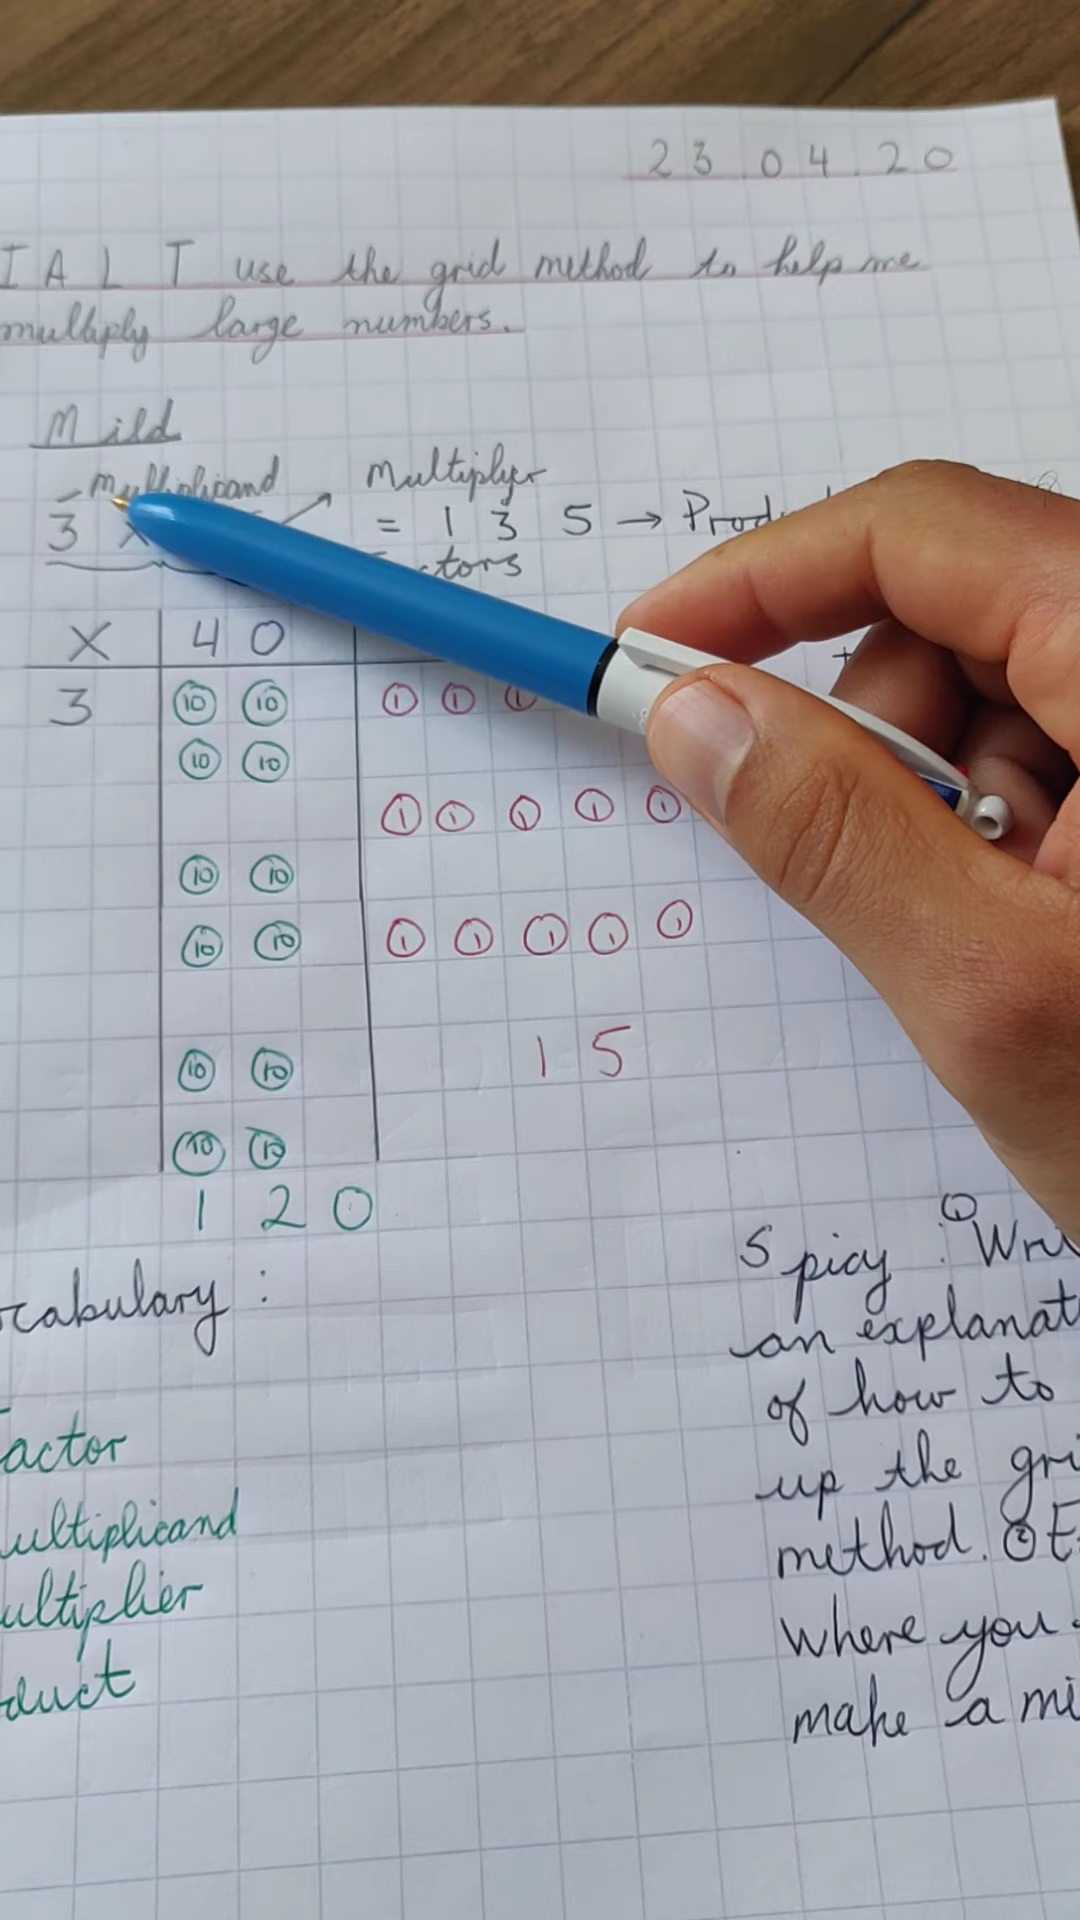 23.04.20
I A L T use the grid method to help me
multiply large numbers.
Mild
Multiplicand
Multiplyer
3 x
= 1 3 5 → Prod
ctors
X 4 0
3 10 10 1 1 1
10 10
1 1 1 1 1
10 10
10 10 1 1 1 1 1
1 5
10 10
10 10
1 2 0
cabulary :
actor
ultiplicand
ultiplier
duct
Spicy : ① Wri
an explanat
of how to
up the gri
method. ② E
where you
make a mi